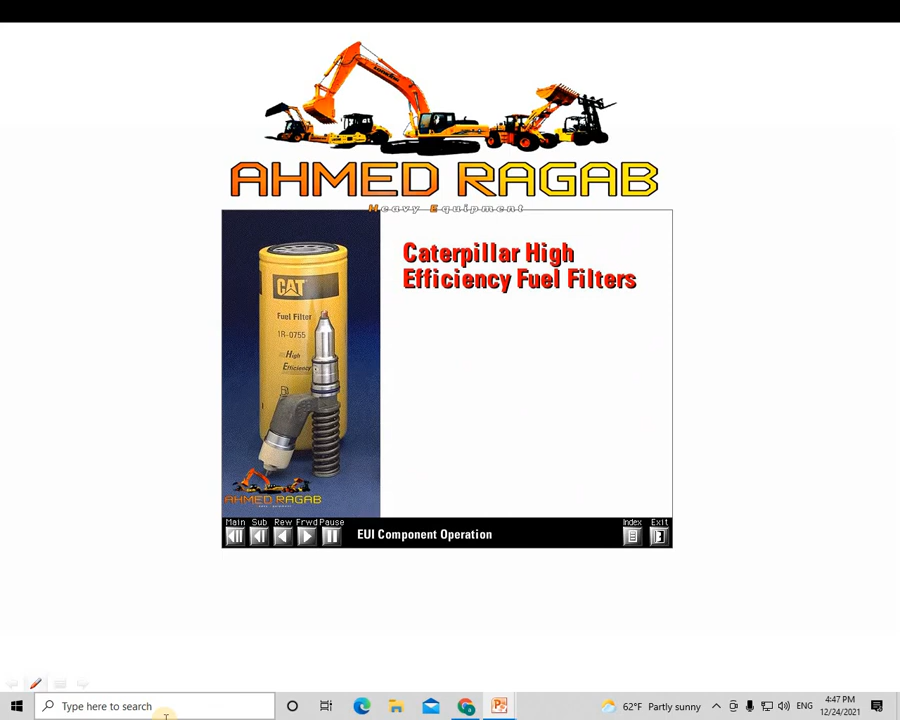 AHMED RAGAB
Heavy Equipment
Caterpillar High
Efficiency Fuel Filters
CAT
Fuel Filter
1R-0755
High
Efficiency
AHMED RAGAB
Main Sub Rew Frwd Pause
EUI Component Operation
Index Exit
Type here to search
62°F Partly sunny
ENG
4:47 PM
12/24/2021